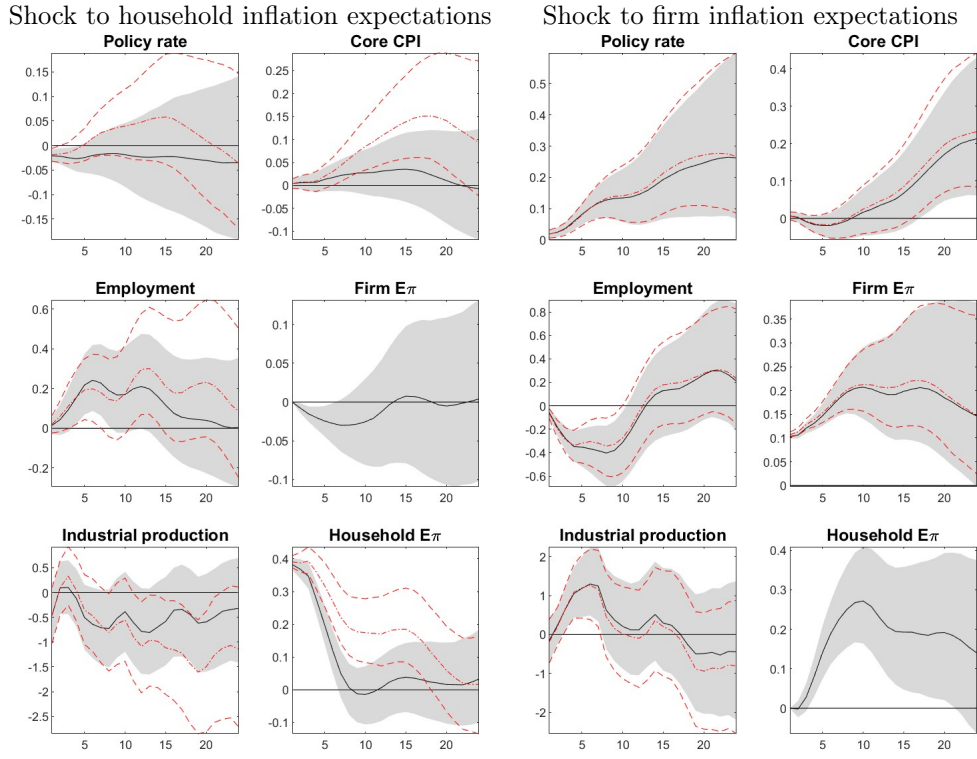 Shock to household inflation expectations
Shock to firm inflation expectations
Policy rate
Core CPI
Policy rate
Core CPI
0.15
0.1
0.05
0
-0.05
-0.1
-0.15
5 10 15 20
0.25
0.2
0.15
0.1
0.05
0
-0.05
-0.1
5 10 15 20
0.5
0.4
0.3
0.2
0.1
0
5 10 15 20
0.4
0.3
0.2
0.1
0
5 10 15 20
Employment
Firm Eπ
Employment
Firm Eπ
0.6
0.4
0.2
0
-0.2
5 10 15 20
0.1
0.05
0
-0.05
-0.1
5 10 15 20
0.8
0.6
0.4
0.2
0
-0.2
-0.4
-0.6
5 10 15 20
0.35
0.3
0.25
0.2
0.15
0.1
0.05
0
5 10 15 20
Industrial production
Household Eπ
Industrial production
Household Eπ
0.5
0
-0.5
-1
-1.5
-2
-2.5
5 10 15 20
0.4
0.3
0.2
0.1
0
-0.1
5 10 15 20
2
1
0
-1
-2
5 10 15 20
0.4
0.3
0.2
0.1
0
5 10 15 20